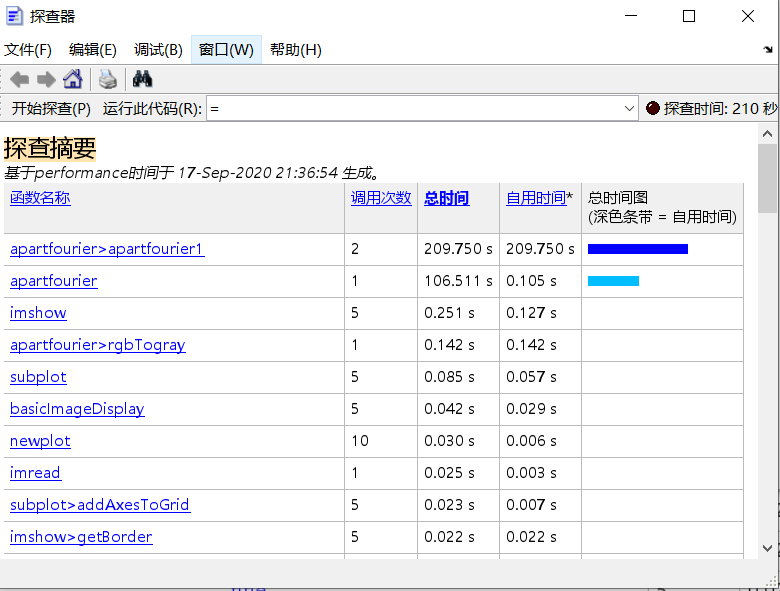 探查器
文件(F) 编辑(E) 调试(B) 窗口(W) 帮助(H)
开始探查(P) 运行此代码(R): = 探查时间: 210 秒
探查摘要
基于performance时间于 17-Sep-2020 21:36:54 生成。
函数名称 调用次数 总时间 自用时间* 总时间图
(深色条带 = 自用时间)
apartfourier>apartfourier1 2 209.750 s 209.750 s
apartfourier 1 106.511 s 0.105 s
imshow 5 0.251 s 0.127 s
apartfourier>rgbTogray 1 0.142 s 0.142 s
subplot 5 0.085 s 0.057 s
basicImageDisplay 5 0.042 s 0.029 s
newplot 10 0.030 s 0.006 s
imread 1 0.025 s 0.003 s
subplot>addAxesToGrid 5 0.023 s 0.007 s
imshow>getBorder 5 0.022 s 0.022 s